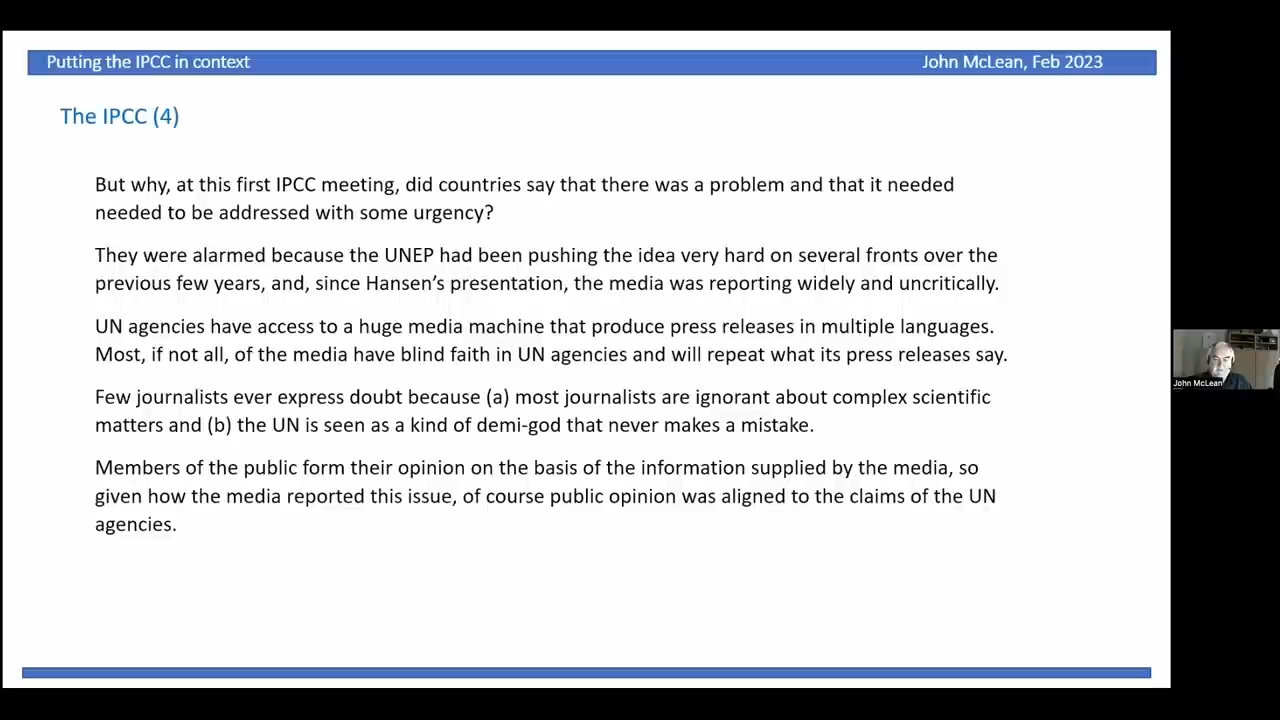 Putting the IPCC in context
John McLean, Feb 2023
The IPCC (4)
But why, at this first IPCC meeting, did countries say that there was a problem and that it needed
needed to be addressed with some urgency?
They were alarmed because the UNEP had been pushing the idea very hard on several fronts over the
previous few years, and, since Hansen's presentation, the media was reporting widely and uncritically.
UN agencies have access to a huge media machine that produce press releases in multiple languages.
Most, if not all, of the media have blind faith in UN agencies and will repeat what its press releases say.
Few journalists ever express doubt because (a) most journalists are ignorant about complex scientific
matters and (b) the UN is seen as a kind of demi-god that never makes a mistake.
Members of the public form their opinion on the basis of the information supplied by the media, so
given how the media reported this issue, of course public opinion was aligned to the claims of the UN
agencies.
John McLean